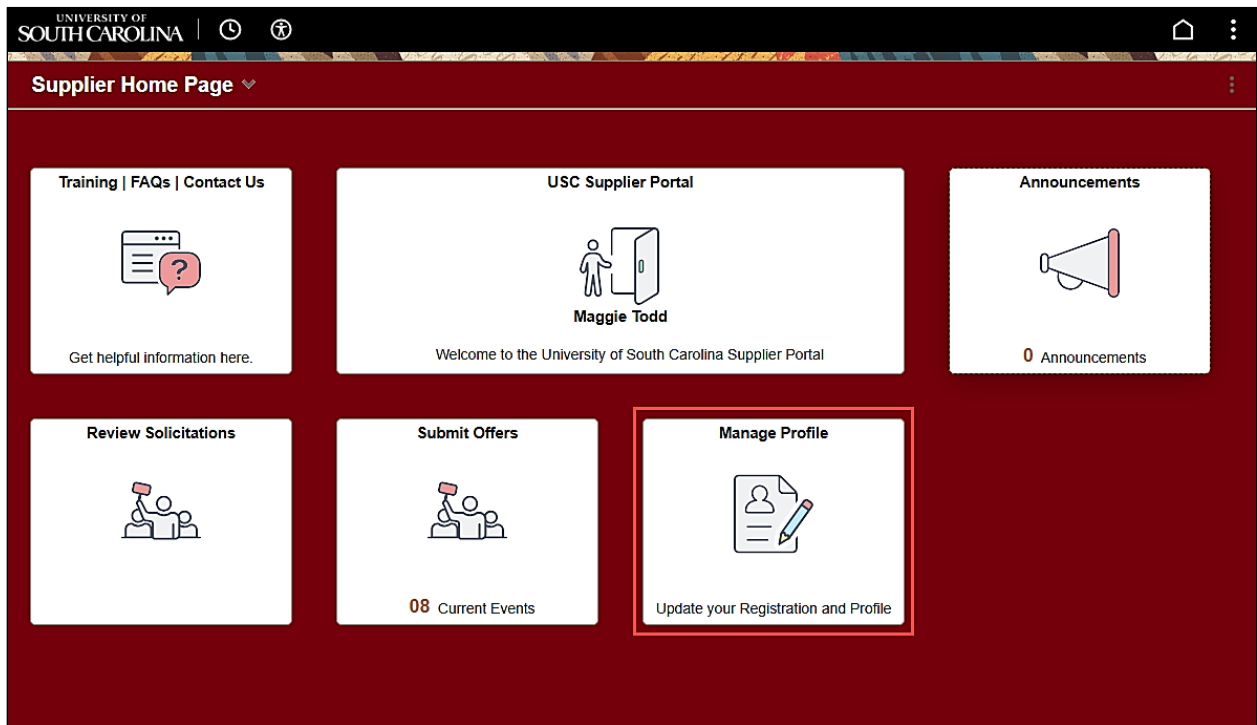 UNIVERSITY OF
SOUTH CAROLINA
Supplier Home Page
Training | FAQs | Contact Us
?
Get helpful information here.
USC Supplier Portal
Maggie Todd
Welcome to the University of South Carolina Supplier Portal
Announcements
0 Announcements
Review Solicitations
Submit Offers
08 Current Events
Manage Profile
Update your Registration and Profile